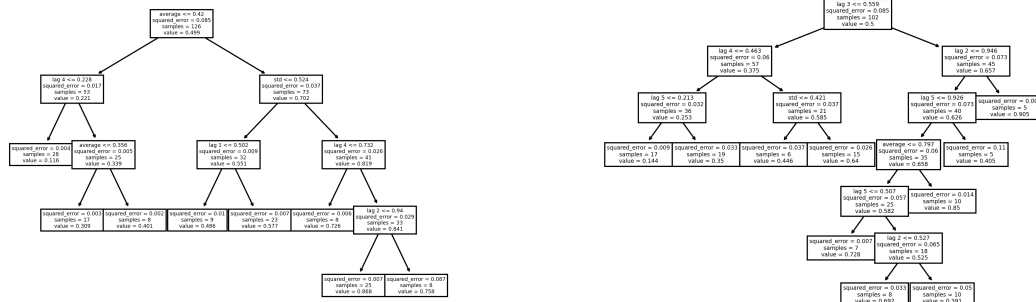 average <= 0.42
squared_error = 0.085
samples = 126
value = 0.499
lag 4 <= 0.228
squared_error = 0.017
samples = 53
value = 0.221
std <= 0.524
squared_error = 0.037
samples = 73
value = 0.702
squared_error = 0.004
samples = 28
value = 0.116
average <= 0.356
squared_error = 0.005
samples = 25
value = 0.339
lag 1 <= 0.502
squared_error = 0.009
samples = 32
value = 0.551
lag 4 <= 0.732
squared_error = 0.026
samples = 41
value = 0.819
squared_error = 0.003
samples = 17
value = 0.309
squared_error = 0.002
samples = 8
value = 0.401
squared_error = 0.01
samples = 9
value = 0.486
squared_error = 0.007
samples = 23
value = 0.577
squared_error = 0.006
samples = 8
value = 0.726
lag 2 <= 0.94
squared_error = 0.029
samples = 33
value = 0.841
squared_error = 0.007
samples = 25
value = 0.868
squared_error = 0.087
samples = 8
value = 0.758
lag 3 <= 0.559
squared_error = 0.085
samples = 102
value = 0.5
lag 4 <= 0.463
squared_error = 0.06
samples = 57
value = 0.375
lag 2 <= 0.946
squared_error = 0.073
samples = 45
value = 0.657
lag 5 <= 0.213
squared_error = 0.032
samples = 36
value = 0.253
std <= 0.421
squared_error = 0.037
samples = 21
value = 0.585
lag 5 <= 0.926
squared_error = 0.073
samples = 40
value = 0.626
squared_error = 0.00
samples = 5
value = 0.905
squared_error = 0.009
samples = 17
value = 0.144
squared_error = 0.033
samples = 19
value = 0.35
squared_error = 0.037
samples = 6
value = 0.446
squared_error = 0.026
samples = 15
value = 0.64
average <= 0.797
squared_error = 0.06
samples = 35
value = 0.658
squared_error = 0.11
samples = 5
value = 0.405
lag 5 <= 0.507
squared_error = 0.057
samples = 25
value = 0.582
squared_error = 0.014
samples = 10
value = 0.85
squared_error = 0.007
samples = 7
value = 0.728
lag 2 <= 0.527
squared_error = 0.065
samples = 18
value = 0.525
squared_error = 0.033
samples = 8
value = 0.692
squared_error = 0.05
samples = 10
value = 0.391